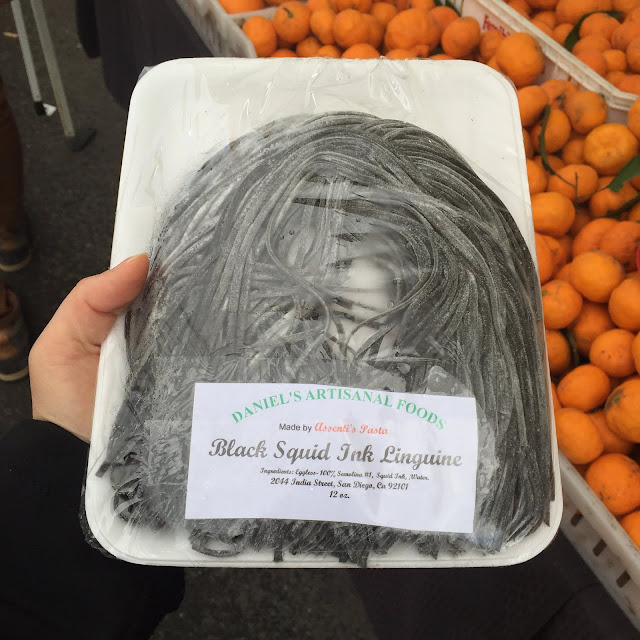 DANIEL'S ARTISANAL FOODS
Made by Assenti's Pasta
Black Squid Ink Linguine
Ingredients: Eggless- 100% Semolina #1, Squid Ink, Water.
2044 India Street, San Diego, Ca 92101
12 oz.